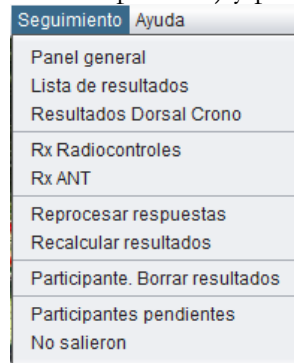 Seguimiento Ayuda
Panel general
Lista de resultados
Resultados Dorsal Crono
Rx Radiocontroles
Rx ANT
Reprocesar respuestas
Recalcular resultados
Participante. Borrar resultados
Participantes pendientes
No salieron